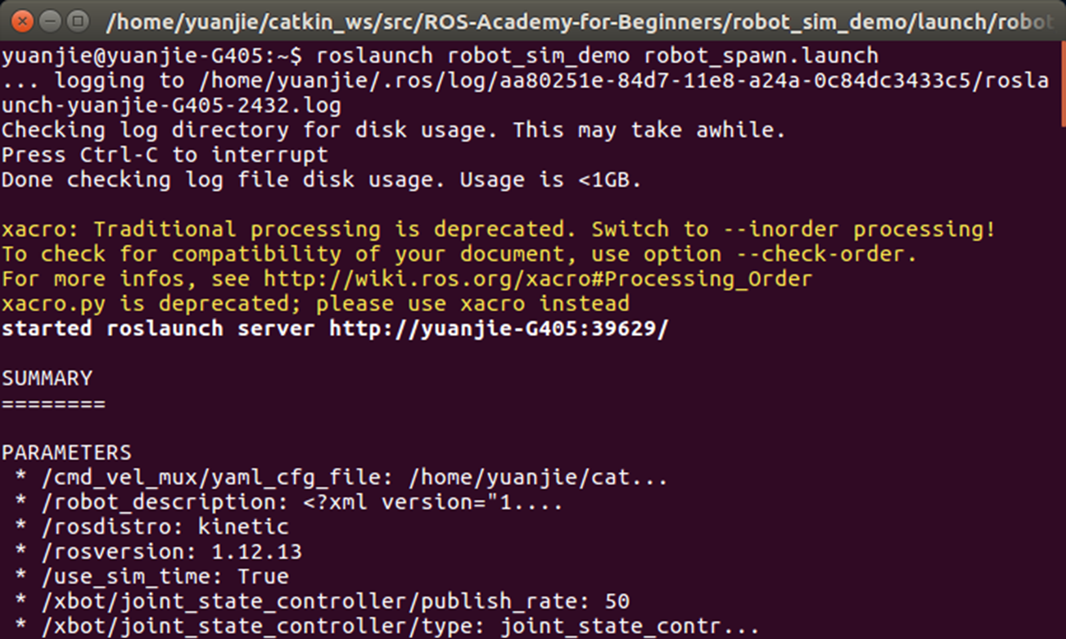 /home/yuanjie/catkin_ws/src/ROS-Academy-for-Beginners/robot_sim_demo/launch/robot
yuanjie@yuanjie-G405:~$ roslaunch robot_sim_demo robot_spawn.launch
... logging to /home/yuanjie/.ros/log/aa80251e-84d7-11e8-a24a-0c84dc3433c5/rosla
unch-yuanjie-G405-2432.log
Checking log directory for disk usage. This may take awhile.
Press Ctrl-C to interrupt
Done checking log file disk usage. Usage is <1GB.
xacro: Traditional processing is deprecated. Switch to --inorder processing!
To check for compatibility of your document, use option --check-order.
For more infos, see http://wiki.ros.org/xacro#Processing_Order
xacro.py is deprecated; please use xacro instead
started roslaunch server http://yuanjie-G405:39629/
SUMMARY
========
PARAMETERS
* /cmd_vel_mux/yaml_cfg_file: /home/yuanjie/cat...
* /robot_description: <?xml version="1....
* /rosdistro: kinetic
* /rosversion: 1.12.13
* /use_sim_time: True
* /xbot/joint_state_controller/publish_rate: 50
* /xbot/joint_state_controller/type: joint_state_contr...